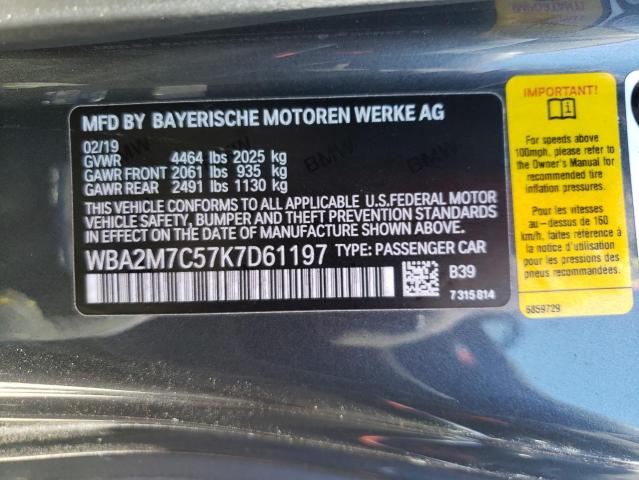 MFD BY BAYERISCHE MOTOREN WERKE AG
02/19
GVWR 4464 lbs 2025 kg
GAWR FRONT 2061 lbs 935 kg
GAWR REAR 2491 lbs 1130 kg
THIS VEHICLE CONFORMS TO ALL APPLICABLE U.S.FEDERAL MOTOR
VEHICLE SAFETY, BUMPER AND THEFT PREVENTION STANDARDS
IN EFFECT ON THE DATE OF MANUFACTURE SHOWN ABOVE.
WBA2M7C57K7D61197 TYPE: PASSENGER CAR
B39
7 315 814
IMPORTANT!
For speeds above
100mph, please refer to
the Owner's Manual for
recommended tire
inflation pressures.
Pour les vitesses
au-dessus de 160
km/h, faites référence à
la notice d'utilisation
pour les pressions
recommandées.
6859729